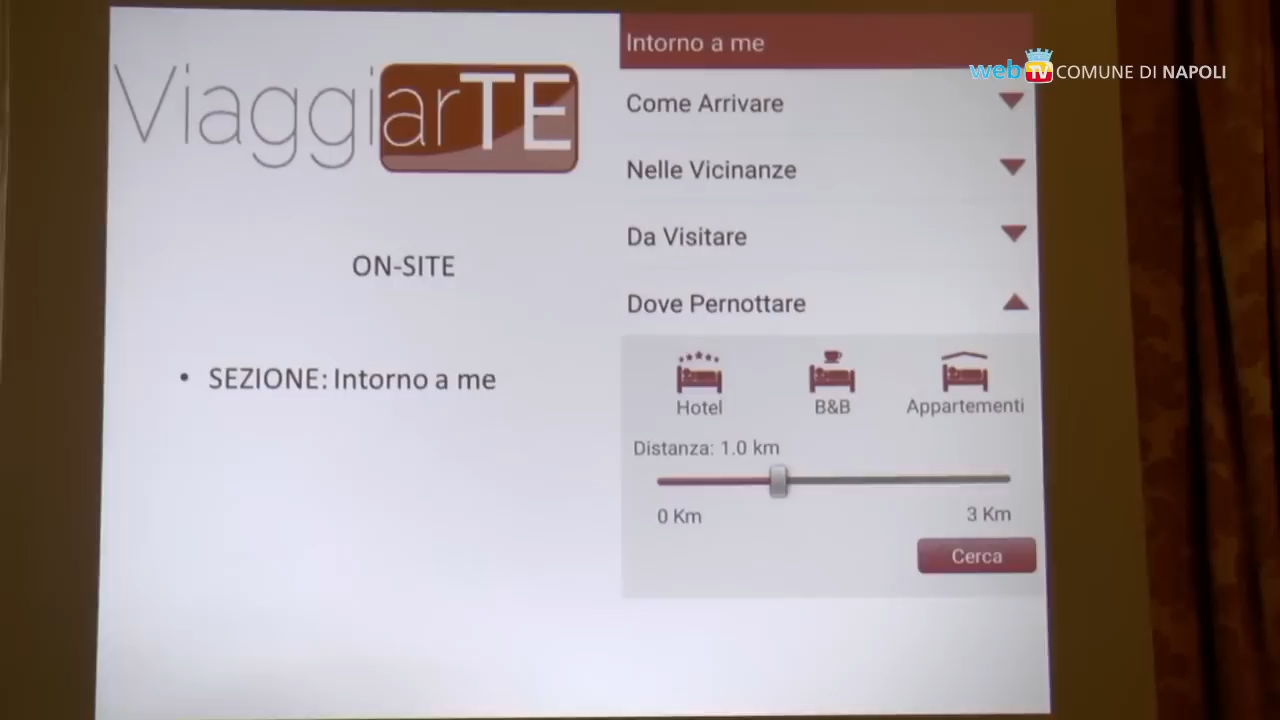 ViaggiarTE
ON-SITE
• SEZIONE: Intorno a me
Intorno a me
web TV COMUNE DI NAPOLI
Come Arrivare
Nelle Vicinanze
Da Visitare
Dove Pernottare
Hotel B&B Appartementi
Distanza: 1.0 km
0 Km 3 Km
Cerca